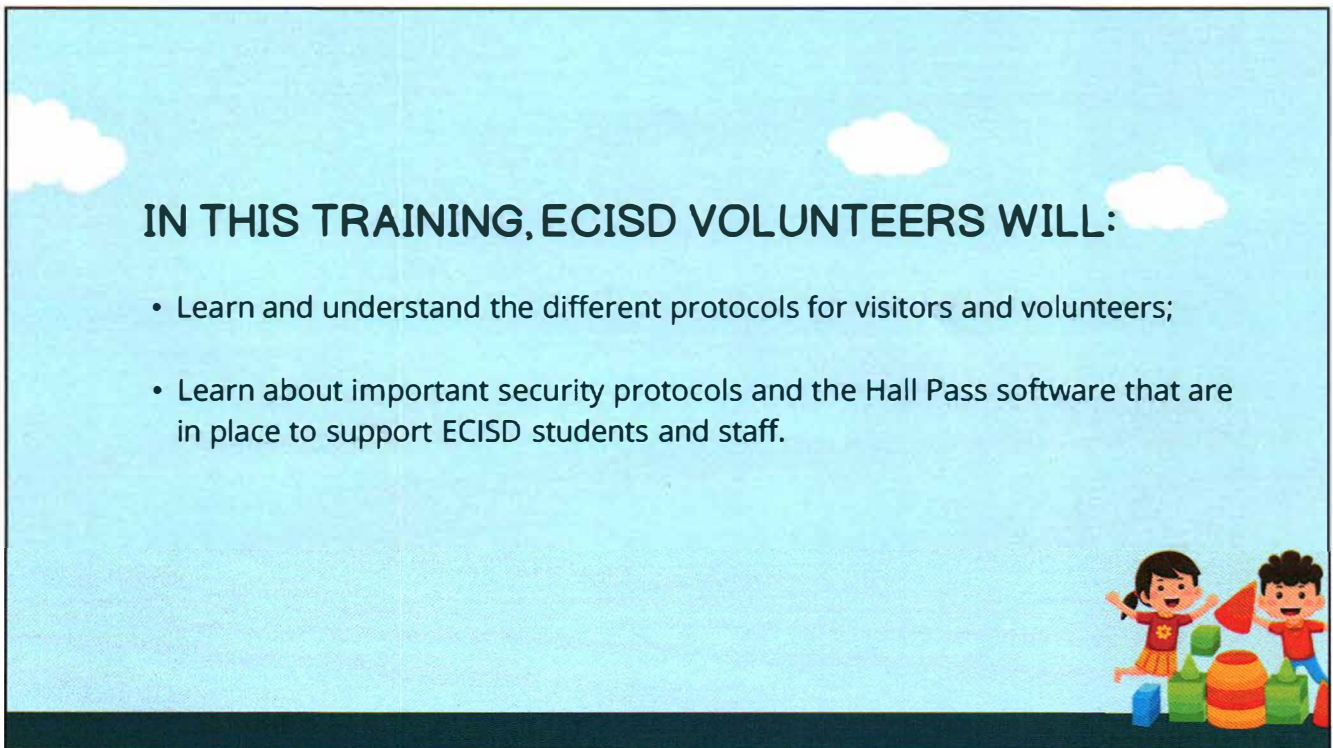 IN THIS TRAINING, ECISD VOLUNTEERS WILL:
• Learn and understand the different protocols for visitors and volunteers;
• Learn about important security protocols and the Hall Pass software that are
in place to support ECISD students and staff.